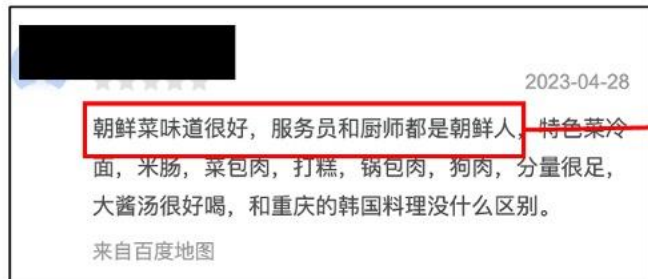 2023-04-28
朝鲜菜味道很好，服务员和厨师都是朝鲜人，特色菜冷
面，米肠，菜包肉，打糕，锅包肉，狗肉，分量很足，
大酱汤很好喝，和重庆的韩国料理没什么区别。
来自百度地图